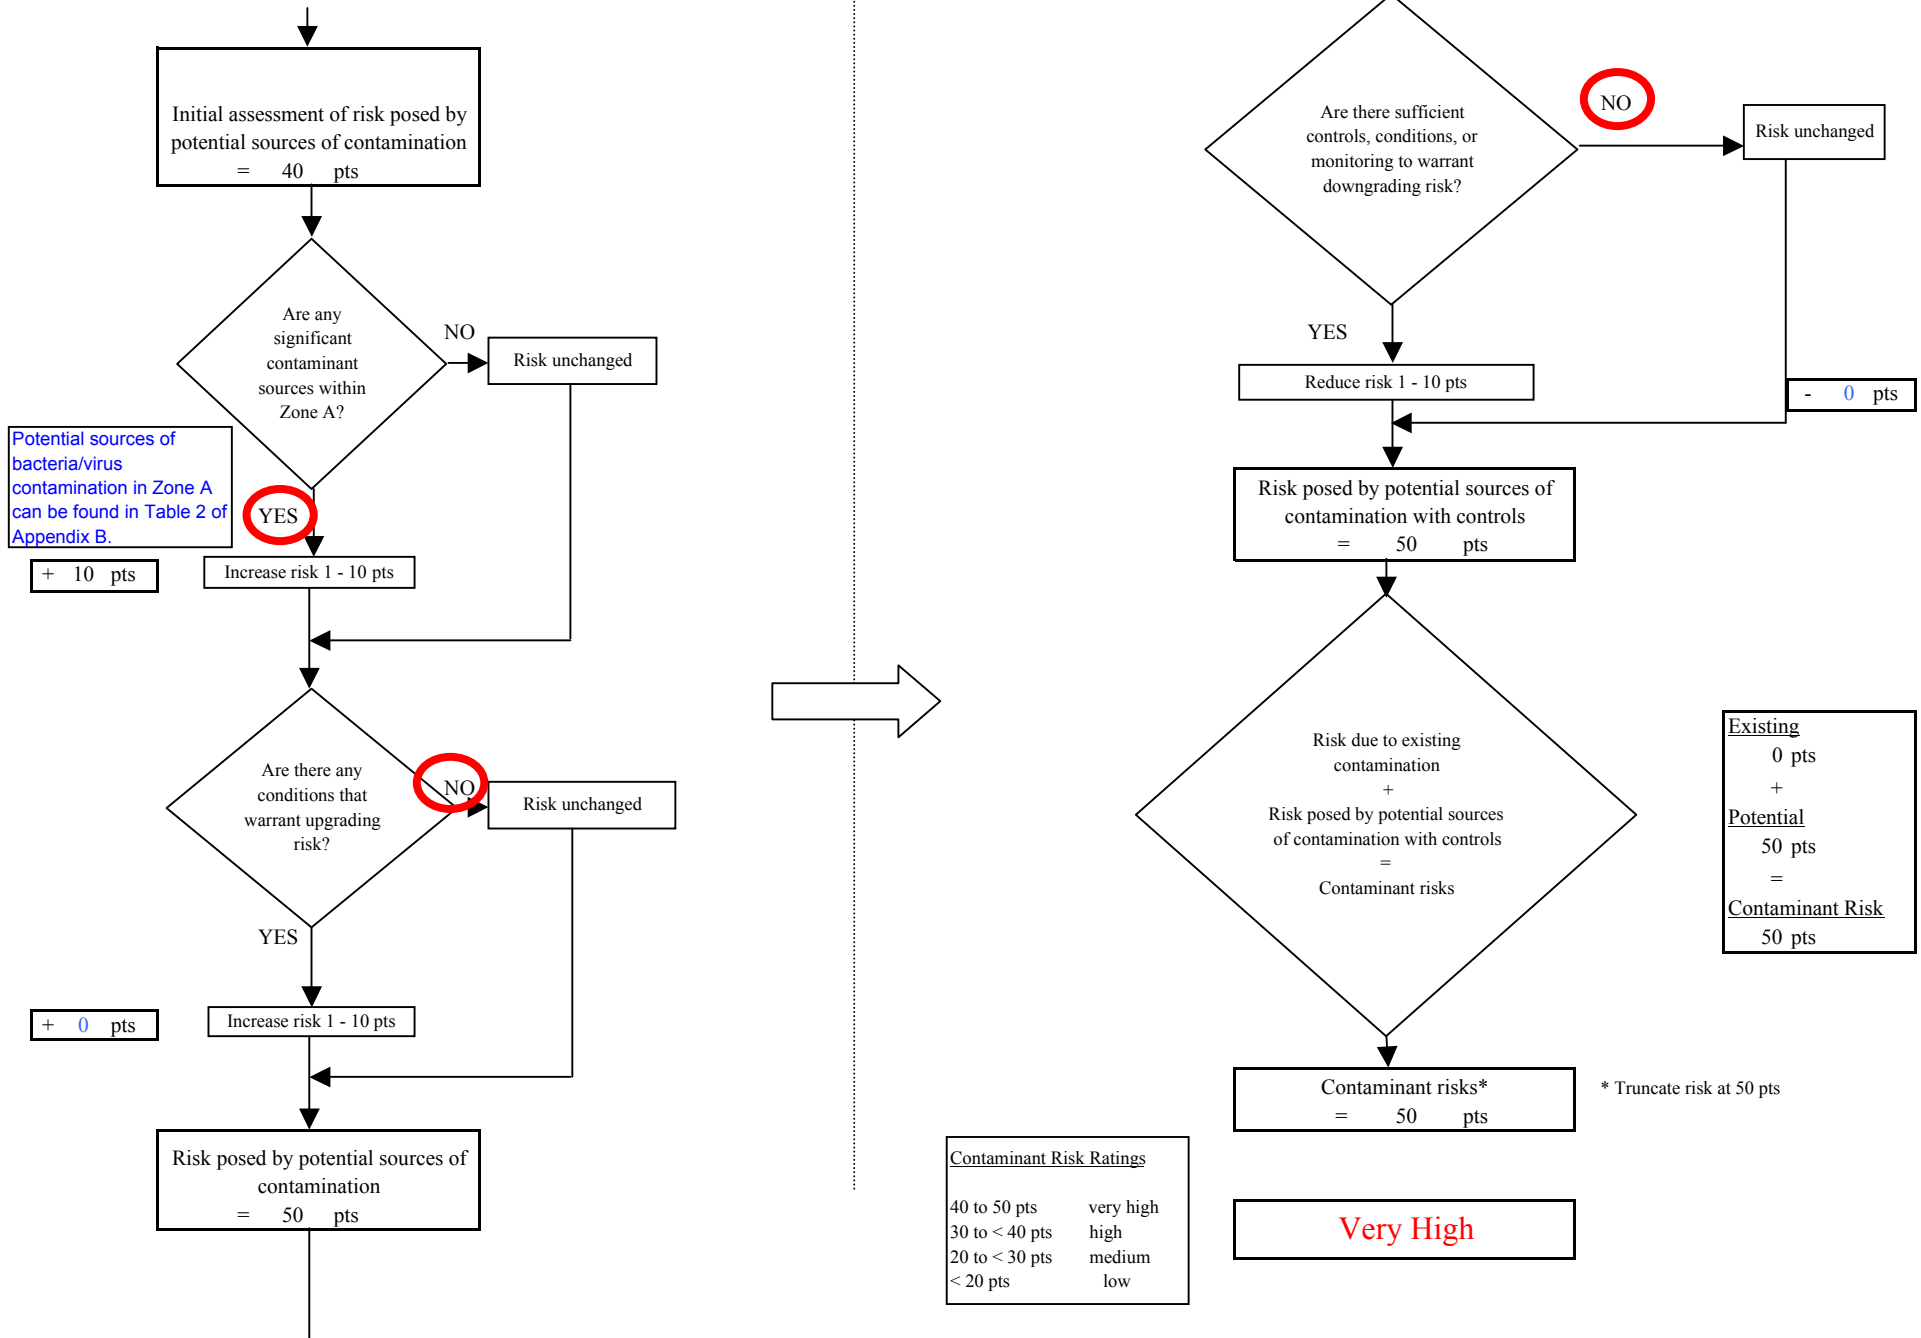 Initial assessment of risk posed by
potential sources of contamination
= 40 pts
Are any
significant
contaminant
sources within
Zone A?
NO
Risk unchanged
Potential sources of
bacteria/virus
contamination in Zone A
can be found in Table 2 of
Appendix B.
YES
+ 10 pts
Increase risk 1 - 10 pts
Are there any
conditions that
warrant upgrading
risk?
NO
Risk unchanged
YES
+ 0 pts
Increase risk 1 - 10 pts
Risk posed by potential sources of
contamination
= 50 pts
Are there sufficient
controls, conditions, or
monitoring to warrant
downgrading risk?
NO
Risk unchanged
YES
Reduce risk 1 - 10 pts
- 0 pts
Risk posed by potential sources of
contamination with controls
= 50 pts
Risk due to existing
contamination
+
Risk posed by potential sources
of contamination with controls
=
Contaminant risks
Existing
0 pts
+
Potential
50 pts
=
Contaminant Risk
50 pts
Contaminant risks*
= 50 pts
* Truncate risk at 50 pts
Contaminant Risk Ratings
40 to 50 pts very high
30 to < 40 pts high
20 to < 30 pts medium
< 20 pts low
Very High